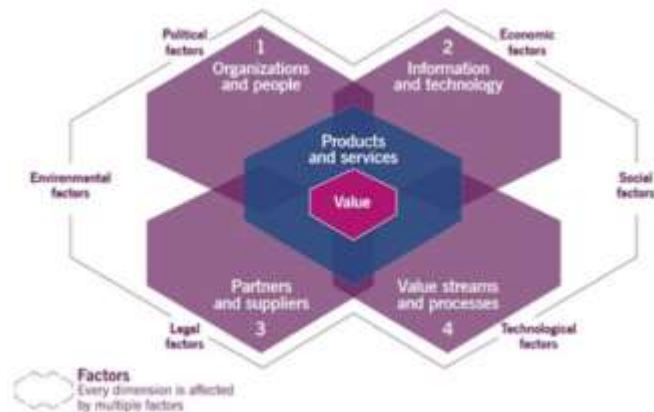 Political
factors
1
Organizations
and people
2
Information
and technology
Economic
factors
Products
and services
Environmental
factors
Value
Social
factors
Partners
and suppliers
3
Value streams
and processes
4
Legal
factors
Technological
factors
Factors
Every dimension is affected
by multiple factors